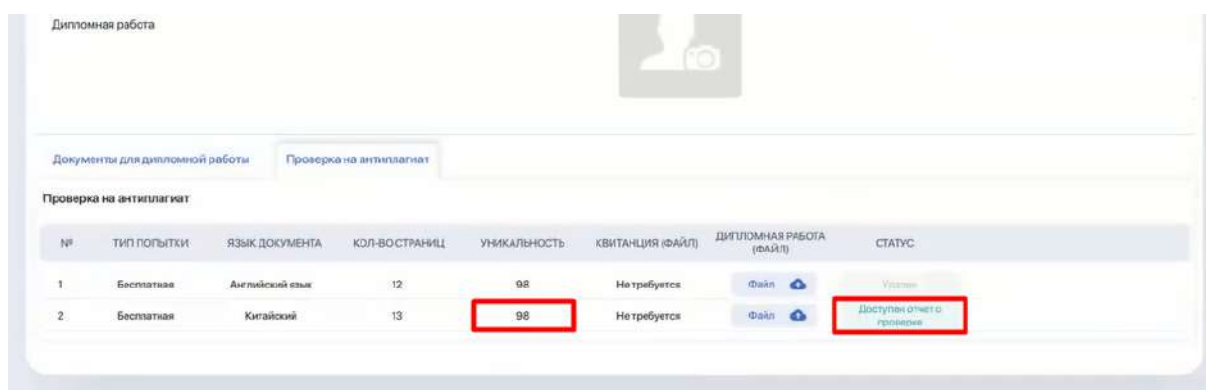 Дипломная работа
Документы для дипломной работы Проверка на антиплагиат
Проверка на антиплагиат
№ ТИП ПОПЫТКИ ЯЗЫК ДОКУМЕНТА КОЛ-ВО СТРАНИЦ УНИКАЛЬНОСТЬ КВИТАНЦИЯ (ФАЙЛ) ДИПЛОМНАЯ РАБОТА (ФАЙЛ) СТАТУС
1 Бесплатная Английский язык 12 98 Не требуется Файл
2 Бесплатная Китайский 13 98 Не требуется Файл Доступен отчет о проверке